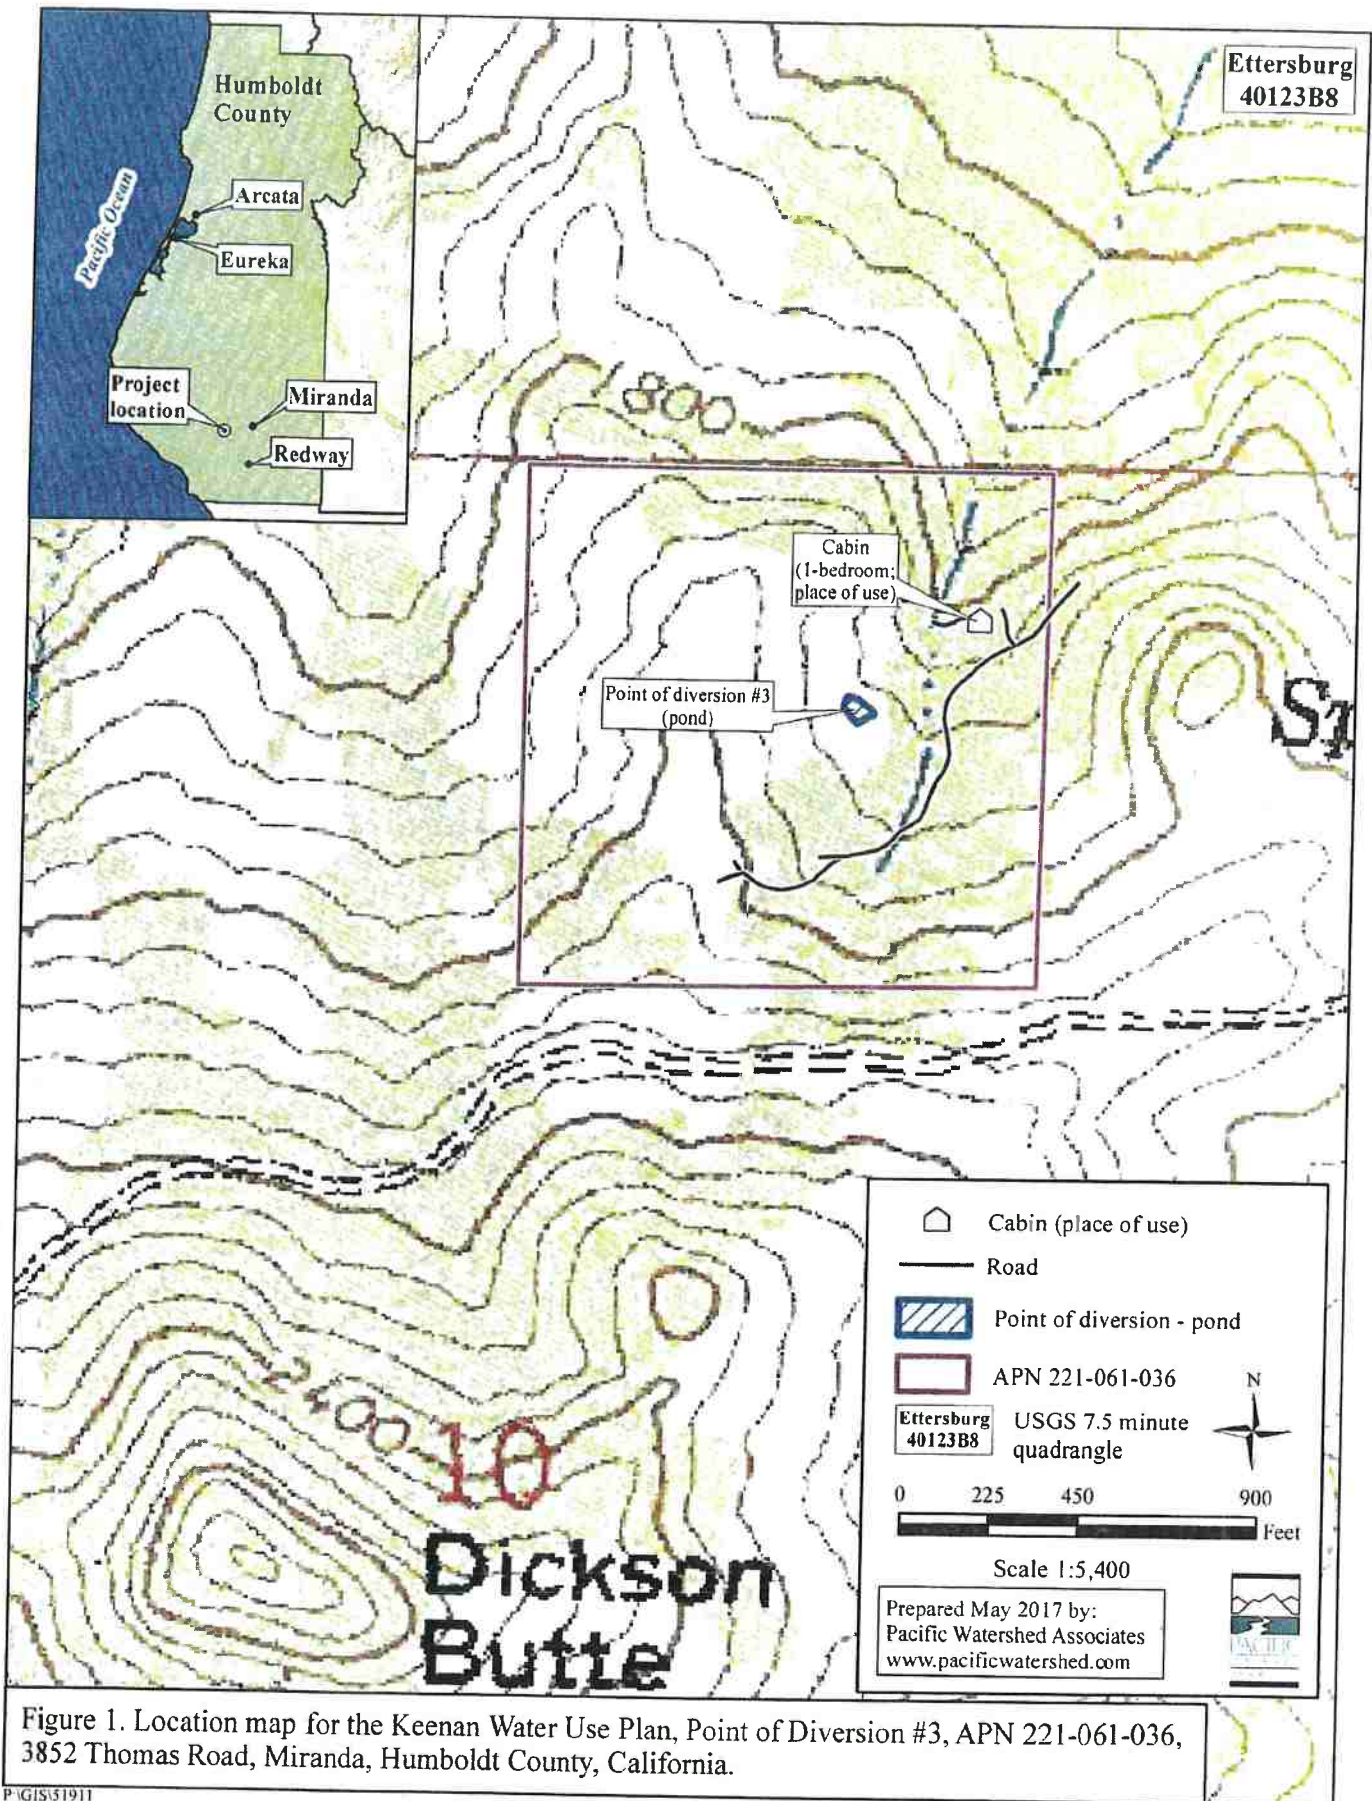 Ettersburg
40123B8
Humboldt
County
Pacific Ocean
Arcata
Eureka
Project
location
Miranda
Redway
1800
Cabin
(1-bedroom;
place of use)
Point of diversion #3
(pond)
2400
16
Dickson
Butte
Cabin (place of use)
Road
Point of diversion - pond
APN 221-061-036
N
Ettersburg
40123B8
USGS 7.5 minute
quadrangle
0 225 450 900
Feet
Scale 1:5,400
Prepared May 2017 by:
Pacific Watershed Associates
www.pacificwatershed.com
PACIFIC
Figure 1. Location map for the Keenan Water Use Plan, Point of Diversion #3, APN 221-061-036,
3852 Thomas Road, Miranda, Humboldt County, California.
P:\GIS\51911